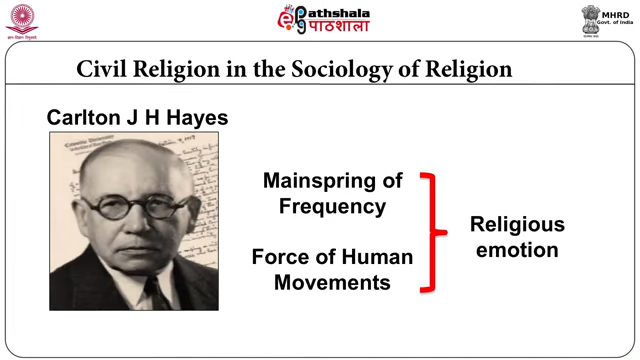 Pathshala
पाठशाला
MHRD
Govt. of India
Civil Religion in the Sociology of Religion
Carlton J H Hayes
Mainspring of
Frequency
Force of Human
Movements
Religious
emotion